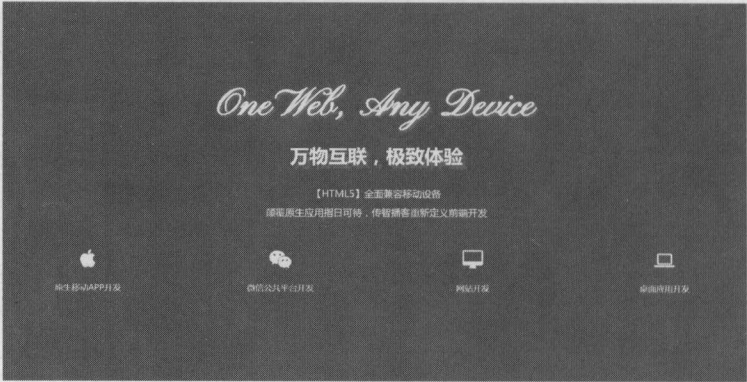 One Web, Any Device
万物互联，极致体验
【HTML5】全面兼容移动设备
颠覆原生应用指日可待，传智播客重新定义前端开发
原生移动APP开发
微信公共平台开发
网站开发
桌面应用开发